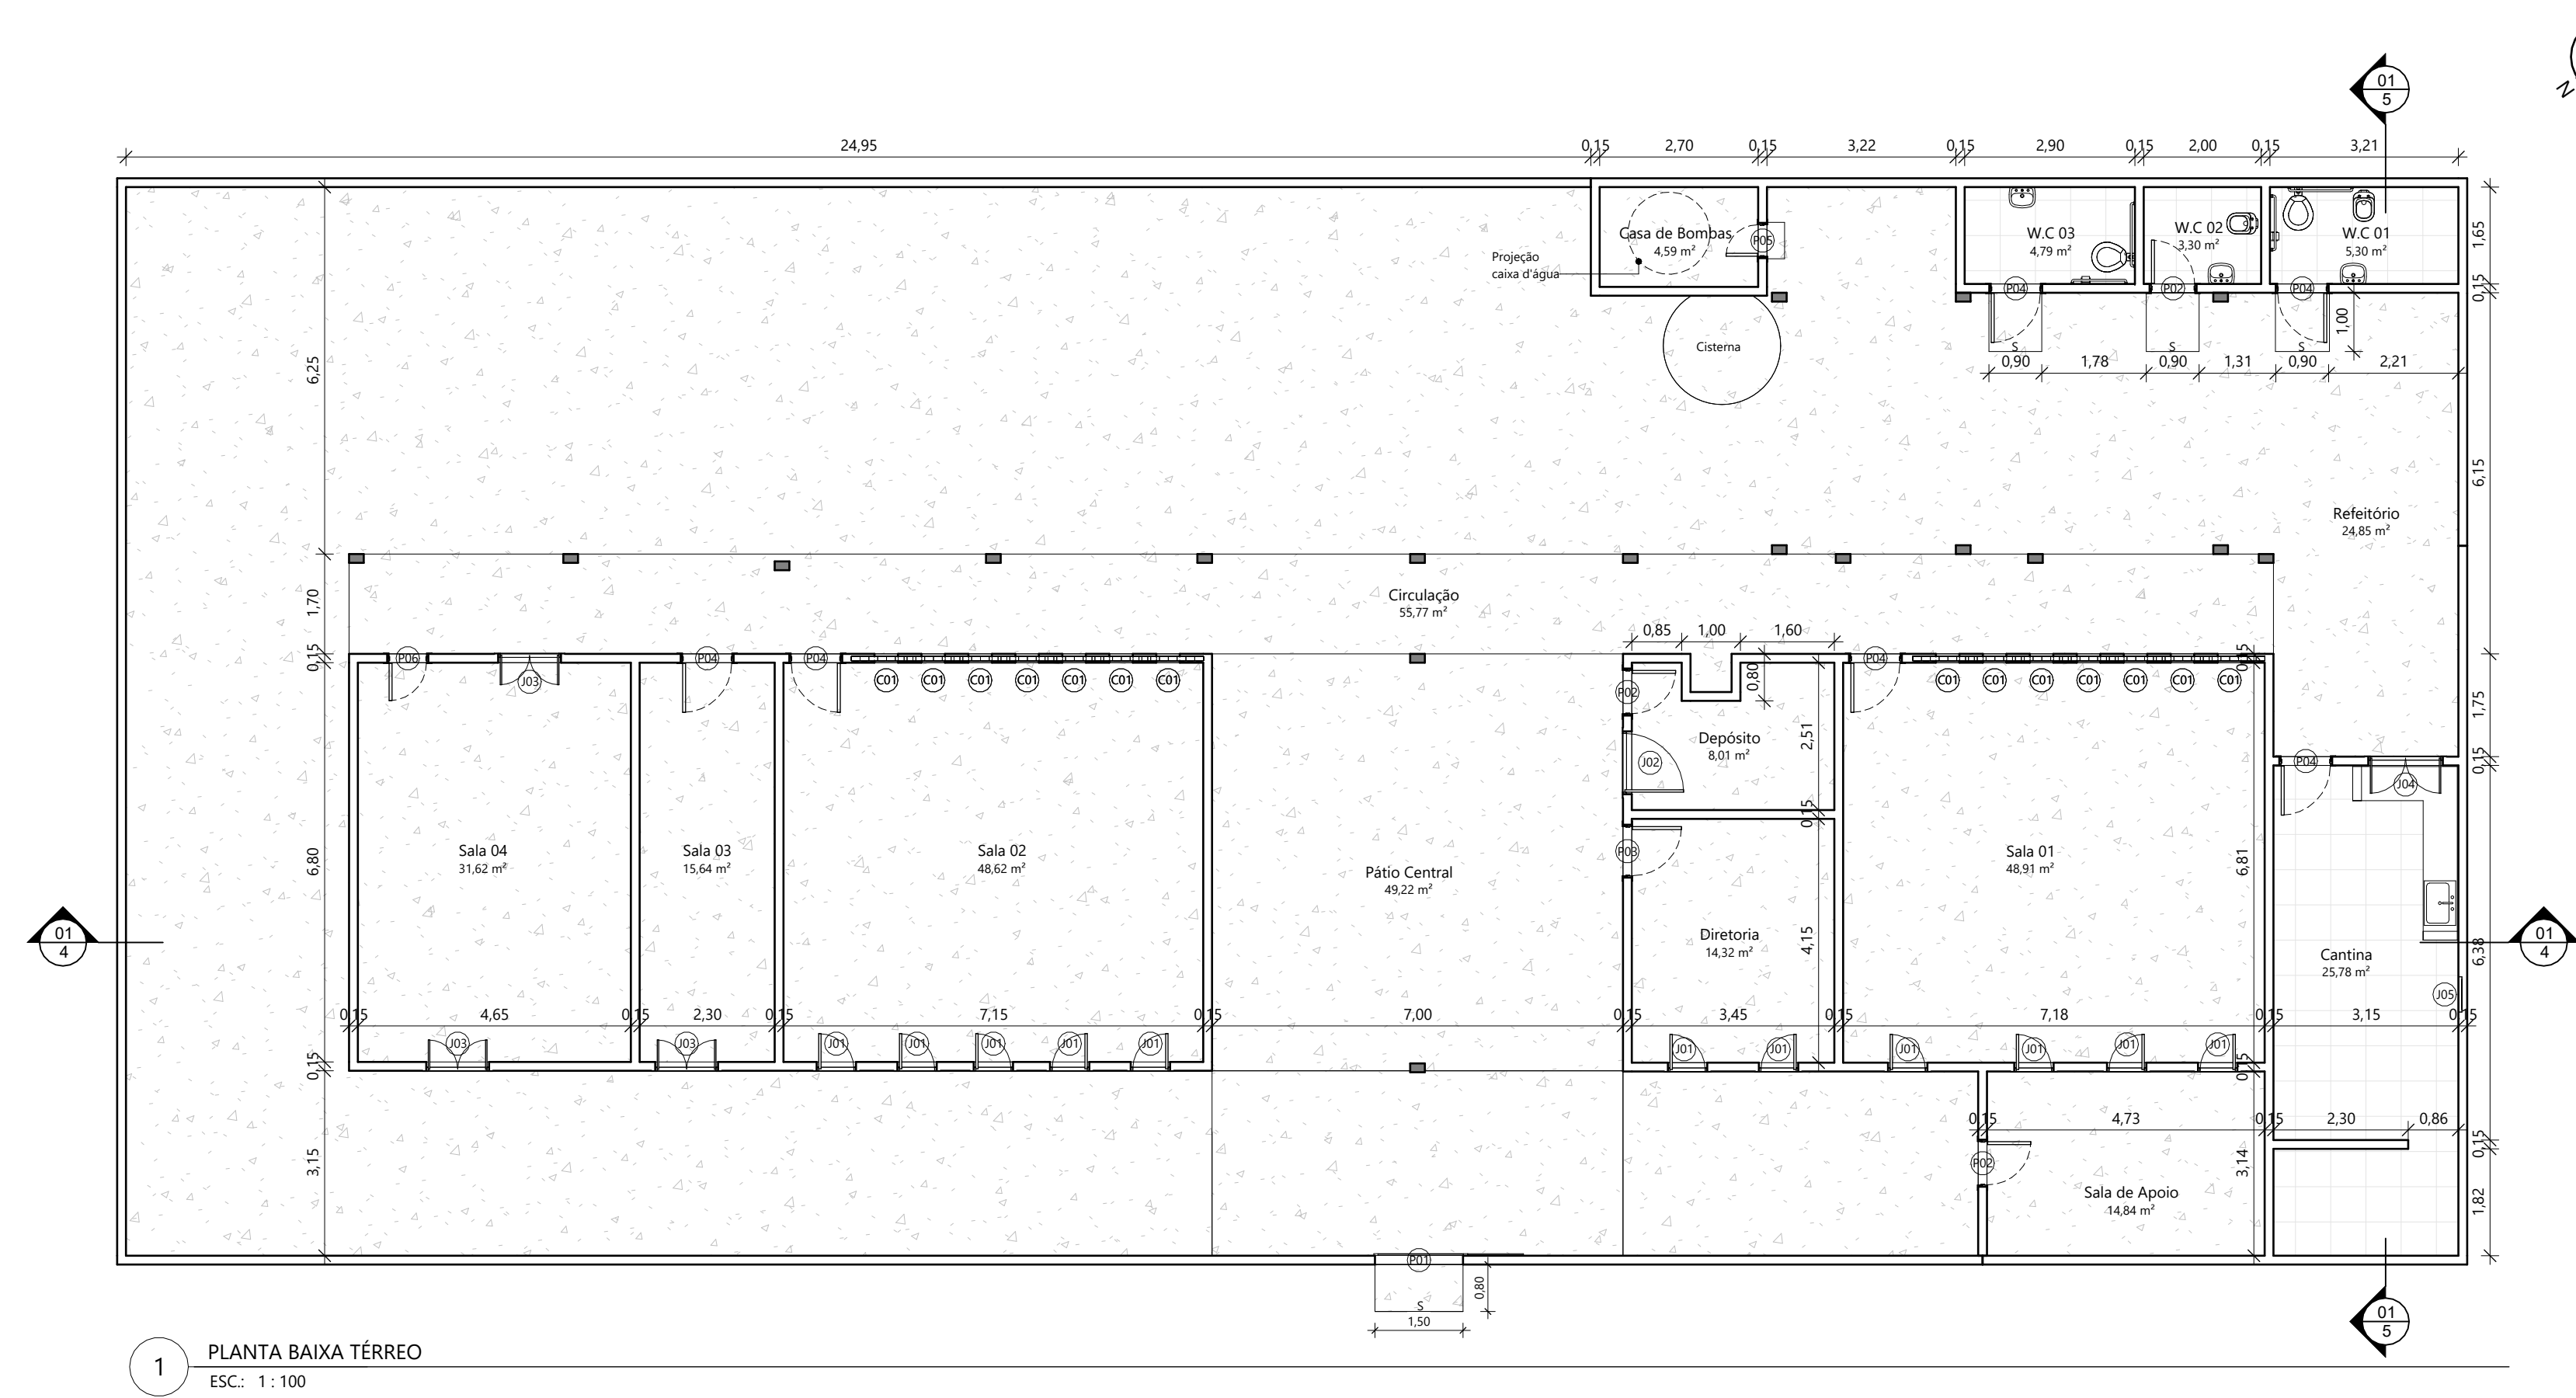 01
5
N
24,95
0,15
2,70
0,15
3,22
0,15
2,90
0,15
2,00
0,15
3,21
Casa de Bombas
4,59 m²
P05
W.C 03
4,79 m²
W.C 02
3,30 m²
W.C 01
5,30 m²
1,65
Projeção
caixa d'água
0,15
P04
P02
P04
1,00
Cisterna
S
S
S
0,90
1,78
0,90
1,31
0,90
2,21
6,25
6,15
Refeitório
24,85 m²
Circulação
55,77 m²
1,70
0,85
1,00
1,60
0,15
P06
P04
P04
P04
0,15
J03
C01
C01
C01
C01
C01
C01
C01
P02
0,80
C01
C01
C01
C01
C01
C01
C01
1,75
Depósito
8,01 m²
2,51
J02
P04
0,15
J04
0,15
Sala 04
31,62 m²
Sala 03
15,64 m²
Sala 02
48,62 m²
P03
Sala 01
48,91 m²
6,80
6,81
Pátio Central
49,22 m²
Diretoria
14,32 m²
4,15
01
4
01
4
Cantina
25,78 m²
6,38
J05
0,15
4,65
0,15
2,30
0,15
7,15
0,15
7,00
0,15
3,45
0,15
7,18
0,15
3,15
0,15
J03
J03
J01
J01
J01
J01
J01
J01
J01
J01
J01
J01
J01
0,15
0,15
0,15
4,73
0,15
2,30
0,86
0,15
3,15
P02
3,14
Sala de Apoio
14,84 m²
1,82
P01
0,80
S
1,50
01
5
1
PLANTA BAIXA TÉRREO
ESC.: 1 : 100